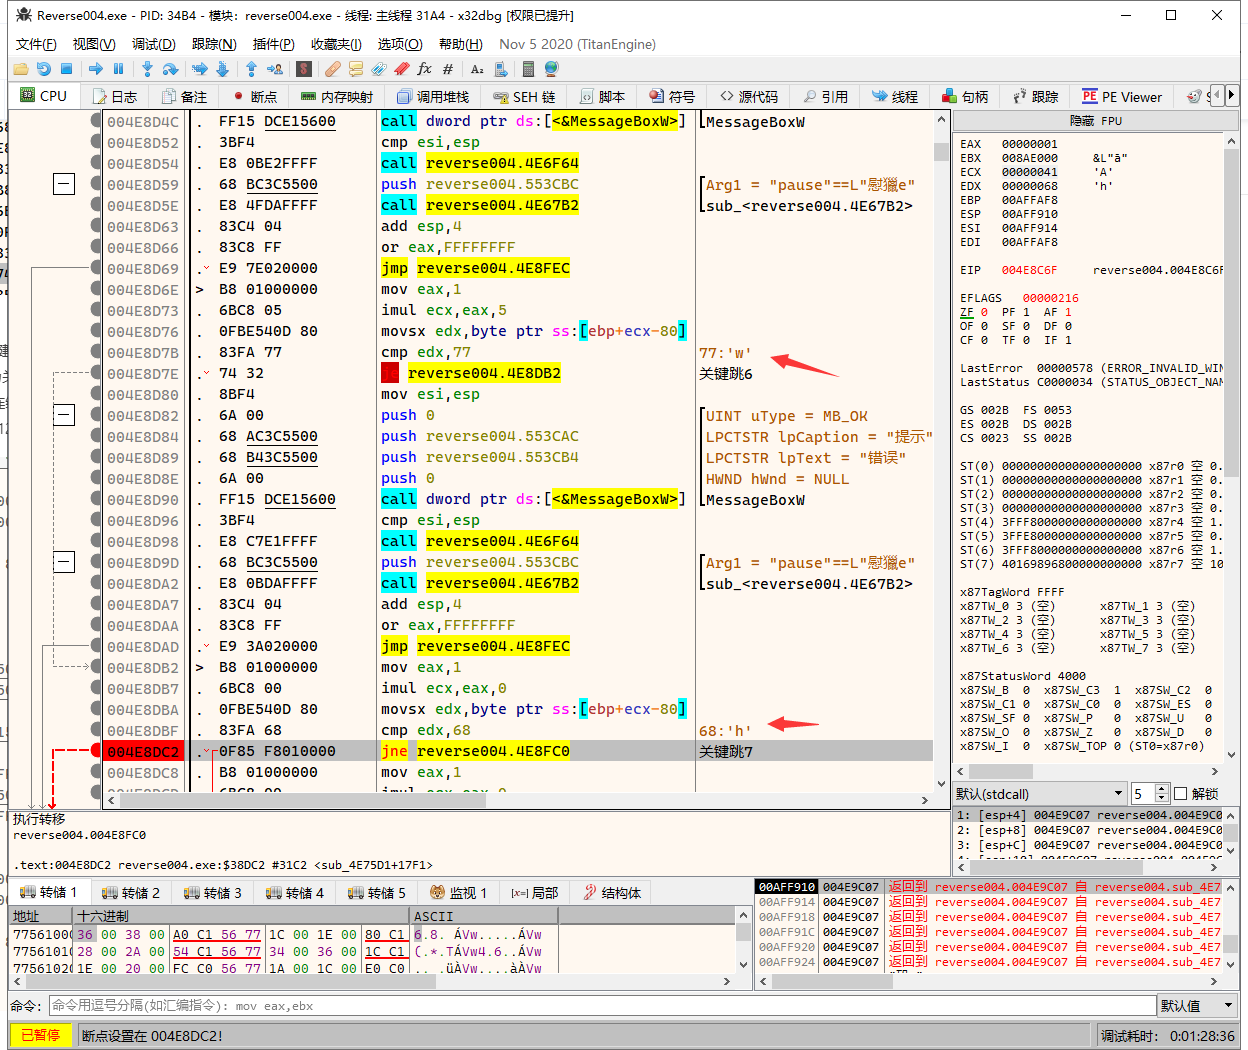 Reverse004.exe - PID: 34B4 - 模块: reverse004.exe - 线程: 主线程 31A4 - x32dbg [权限已提升]
文件(F) 视图(V) 调试(D) 跟踪(N) 插件(P) 收藏夹(I) 选项(O) 帮助(H) Nov 5 2020 (TitanEngine)
CPU 日志 备注 断点 内存映射 调用堆栈 SEH 链 脚本 符号 源代码 引用 线程 句柄 跟踪 PE Viewer
004E8D4C . FF15 DCE15600 call dword ptr ds:[<&MessageBoxW>] MessageBoxW
004E8D52 . 3BF4 cmp esi,esp
004E8D54 . E8 0BE2FFFF call reverse004.4E6F64
004E8D59 . 68 BC3C5500 push reverse004.553CBC Arg1 = "pause"==L"慰獵e"
004E8D5E . E8 4FDAFFFF call reverse004.4E67B2 sub_<reverse004.4E67B2>
004E8D63 . 83C4 04 add esp,4
004E8D66 . 83C8 FF or eax,FFFFFFFF
004E8D69 . E9 7E020000 jmp reverse004.4E8FEC
004E8D6E > B8 01000000 mov eax,1
004E8D73 . 6BC8 05 imul ecx,eax,5
004E8D76 . 0FBE540D 80 movsx edx,byte ptr ss:[ebp+ecx-80]
004E8D7B . 83FA 77 cmp edx,77 77:'w'
004E8D7E . 74 32 reverse004.4E8DB2 关键跳6
004E8D80 . 8BF4 mov esi,esp
004E8D82 . 6A 00 push 0 UINT uType = MB_OK
004E8D84 . 68 AC3C5500 push reverse004.553CAC LPCTSTR lpCaption = "提示"
004E8D89 . 68 B43C5500 push reverse004.553CB4 LPCTSTR lpText = "错误"
004E8D8E . 6A 00 push 0 HWND hWnd = NULL
004E8D90 . FF15 DCE15600 call dword ptr ds:[<&MessageBoxW>] MessageBoxW
004E8D96 . 3BF4 cmp esi,esp
004E8D98 . E8 C7E1FFFF call reverse004.4E6F64
004E8D9D . 68 BC3C5500 push reverse004.553CBC Arg1 = "pause"==L"慰獵e"
004E8DA2 . E8 0BDAFFFF call reverse004.4E67B2 sub_<reverse004.4E67B2>
004E8DA7 . 83C4 04 add esp,4
004E8DAA . 83C8 FF or eax,FFFFFFFF
004E8DAD . E9 3A020000 jmp reverse004.4E8FEC
004E8DB2 > B8 01000000 mov eax,1
004E8DB7 . 6BC8 00 imul ecx,eax,0
004E8DBA . 0FBE540D 80 movsx edx,byte ptr ss:[ebp+ecx-80]
004E8DBF . 83FA 68 cmp edx,68 68:'h'
004E8DC2 . 0F85 F8010000 jne reverse004.4E8FC0 关键跳7
004E8DC8 . B8 01000000 mov eax,1
隐藏 FPU
EAX 00000001
EBX 008AE000 &L"ã"
ECX 00000041 'A'
EDX 00000068 'h'
EBP 00AFFAF8
ESP 00AFF910
ESI 00AFF914
EDI 00AFFAF8
EIP 004E8C6F reverse004.004E8C6F
EFLAGS 00000216
ZF 0 PF 1 AF 1
OF 0 SF 0 DF 0
CF 0 TF 0 IF 1
LastError 00000578 (ERROR_INVALID_WIN
LastStatus C0000034 (STATUS_OBJECT_NAM
GS 002B FS 0053
ES 002B DS 002B
CS 0023 SS 002B
ST(0) 00000000000000000000 x87r0 空 0.
ST(1) 00000000000000000000 x87r1 空 0.
ST(2) 00000000000000000000 x87r2 空 0.
ST(3) 00000000000000000000 x87r3 空 0.
ST(4) 3FFF8000000000000000 x87r4 空 1.
ST(5) 3FFE8000000000000000 x87r5 空 0.
ST(6) 3FFF8000000000000000 x87r6 空 1.
ST(7) 40169896800000000000 x87r7 空 10
x87TagWord FFFF
x87TW_0 3 (空) x87TW_1 3 (空)
x87TW_2 3 (空) x87TW_3 3 (空)
x87TW_4 3 (空) x87TW_5 3 (空)
x87TW_6 3 (空) x87TW_7 3 (空)
x87StatusWord 4000
x87SW_B 0 x87SW_C3 1 x87SW_C2 0
x87SW_C1 0 x87SW_C0 0 x87SW_ES 0
x87SW_SF 0 x87SW_P 0 x87SW_U 0
x87SW_O 0 x87SW_Z 0 x87SW_D 0
x87SW_I 0 x87SW_TOP 0 (ST0=x87r0)
默认(stdcall) 5 解锁
1: [esp+4] 004E9C07 reverse004.004E9C0
2: [esp+8] 004E9C07 reverse004.004E9C0
3: [esp+C] 004E9C07 reverse004.004E9C0
执行转移
reverse004.004E8FC0
.text:004E8DC2 reverse004.exe:$38DC2 #31C2 <sub_4E75D1+17F1>
转储 1 转储 2 转储 3 转储 4 转储 5 监视 1 [x=] 局部 结构体
地址 十六进制 ASCII
77561000 36 00 38 00 A0 C1 56 77 1C 00 1E 00 80 C1 6.8. ÁVw.....ÁVw
77561010 28 00 2A 00 54 C1 56 77 34 00 36 00 1C C1 (.*.TÁVw4.6..ÁVw
77561020 1E 00 20 00 FC C0 56 77 1A 00 1C 00 E0 C0 .. .üÀVw....àÀVw
00AFF910 004E9C07 返回到 reverse004.004E9C07 自 reverse004.sub_4E7
00AFF914 004E9C07 返回到 reverse004.004E9C07 自 reverse004.sub_4E7
00AFF918 004E9C07 返回到 reverse004.004E9C07 自 reverse004.sub_4E7
00AFF91C 004E9C07 返回到 reverse004.004E9C07 自 reverse004.sub_4E7
00AFF920 004E9C07 返回到 reverse004.004E9C07 自 reverse004.sub_4E7
00AFF924 004E9C07 返回到 reverse004.004E9C07 自 reverse004.sub_4E7
命令: 命令用逗号分隔(如汇编指令): mov eax,ebx 默认值
已暂停 断点设置在 004E8DC2! 调试耗时: 0:01:28:36